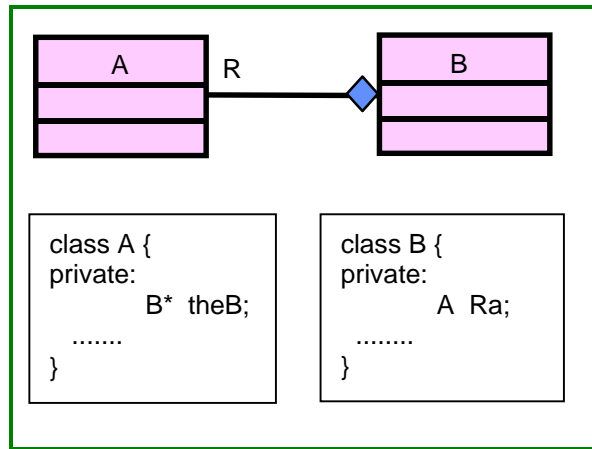 A
R
B
class A {
private:
B* theB;
.......
}
class B {
private:
A Ra;
........
}